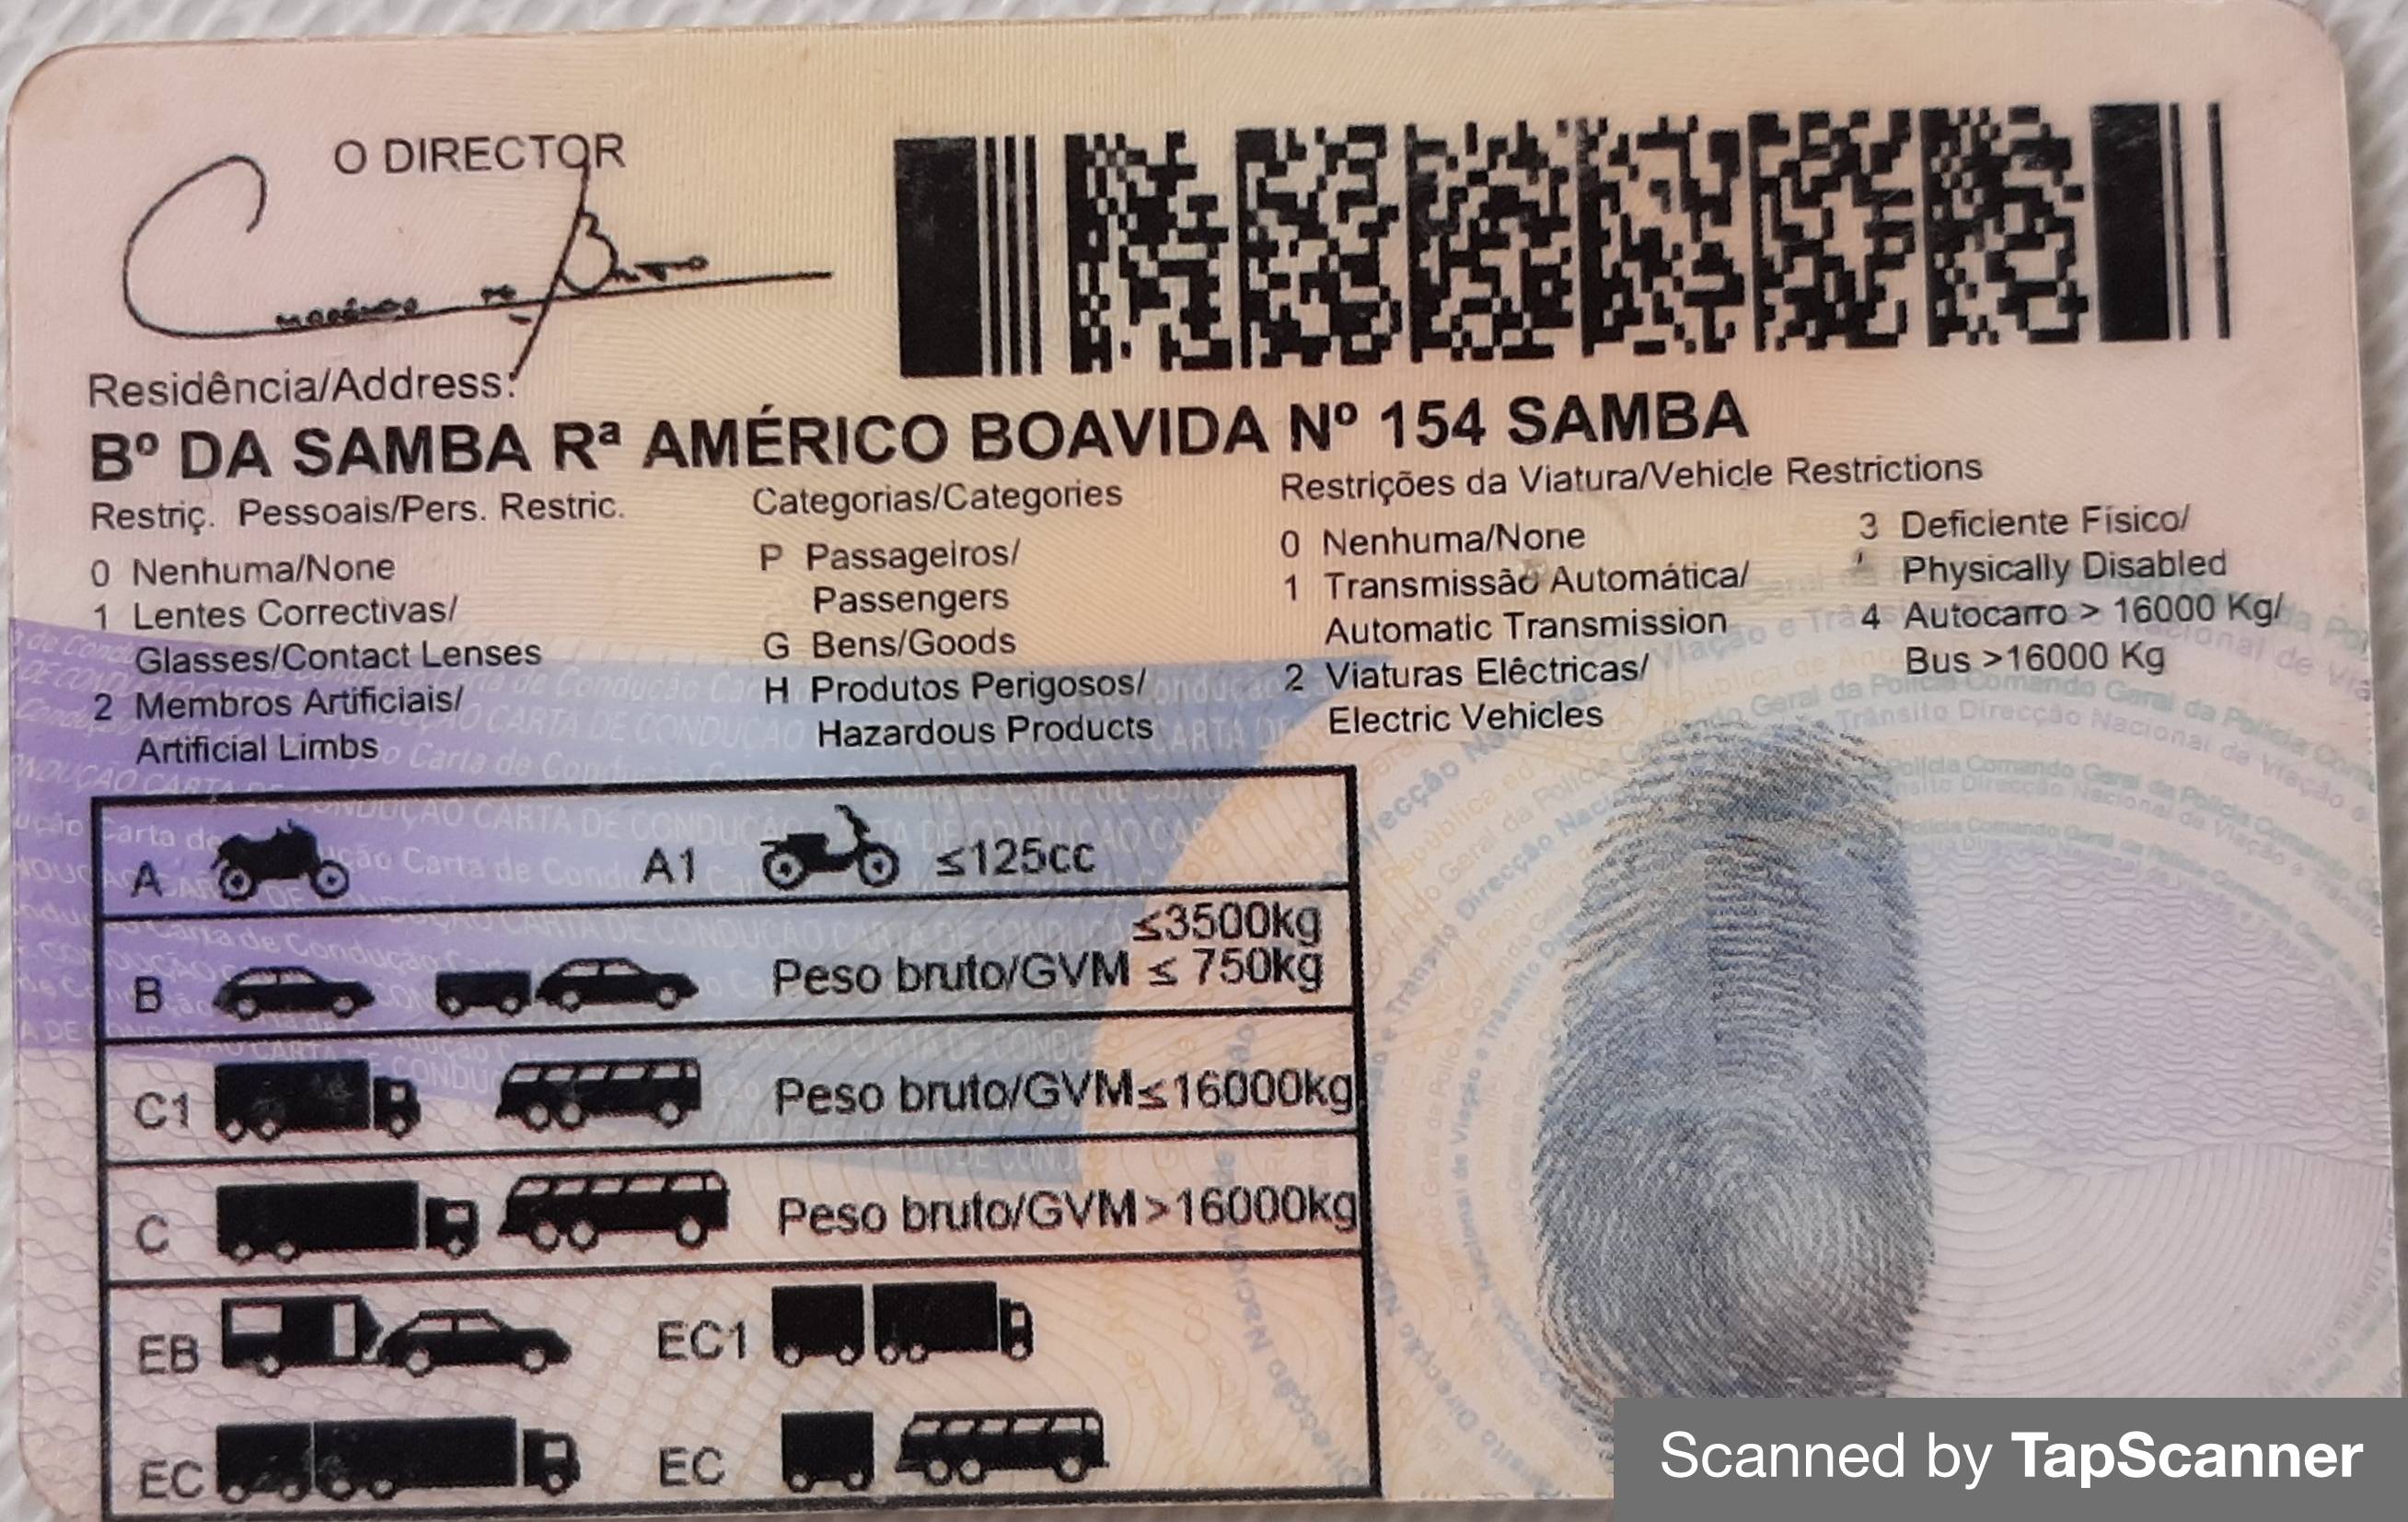 O DIRECTOR
Residência/Address:
Bº DA SAMBA Rª AMÉRICO BOAVIDA Nº 154 SAMBA
Restriç. Pessoais/Pers. Restric.
0 Nenhuma/None
1 Lentes Correctivas/
Glasses/Contact Lenses
2 Membros Artificiais/
Artificial Limbs
Categorias/Categories
P Passageiros/
Passengers
G Bens/Goods
H Produtos Perigosos/
Hazardous Products
Restrições da Viatura/Vehicle Restrictions
0 Nenhuma/None
1 Transmissão Automática/
Automatic Transmission
2 Viaturas Eléctricas/
Electric Vehicles
3 Deficiente Físico/
Physically Disabled
4 Autocarro > 16000 Kg/
Bus >16000 Kg
A A1 ≤125cc
≤3500kg
B Peso bruto/GVM ≤ 750kg
C1 Peso bruto/GVM≤16000kg
C Peso bruto/GVM>16000kg
EB EC1
EC EC
Scanned by TapScanner